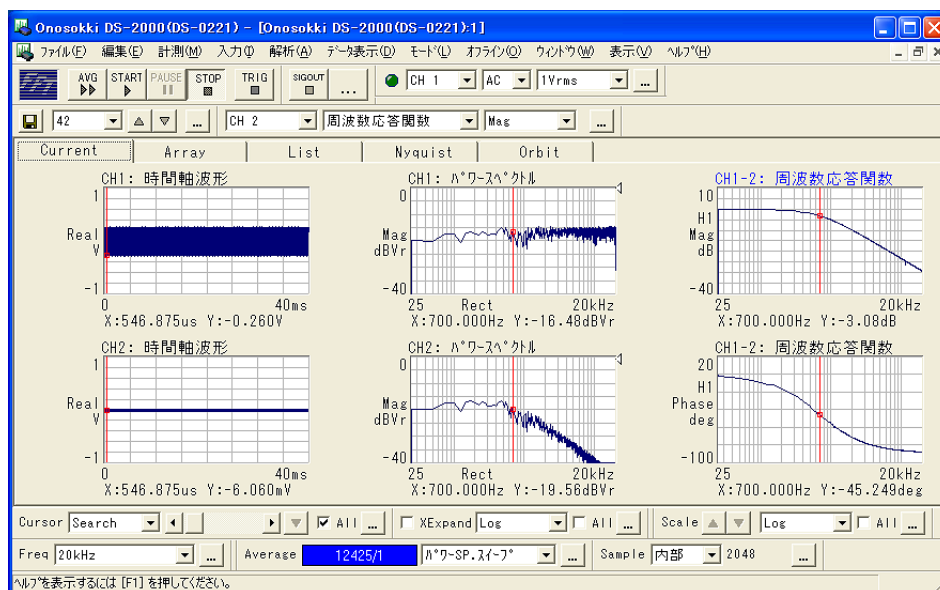 Onosokki DS-2000(DS-0221) - [Onosokki DS-2000(DS-0221):1]
ファイル(F) 編集(E) 計測(M) 入力(I) 解析(A) データ表示(D) モード(L) オフライン(O) ウィンドウ(W) 表示(V) ヘルプ(H)
AVG START PAUSE STOP TRIG SIGOUT ... CH 1 AC 1Vrms ...
42 ... CH 2 周波数応答関数 Mag ...
Current Array List Nyquist Orbit
CH1: 時間軸波形
1
Real
V
-1
0 40ms
X:546.875us Y:-0.260V
CH1: パワースペクトル
0
Mag
dBVr
-40
25 Rect 20kHz
X:700.000Hz Y:-16.48dBVr
CH1-2: 周波数応答関数
10
H1
Mag
dB
-40
25 20kHz
X:700.000Hz Y:-3.08dB
CH2: 時間軸波形
1
Real
V
-1
0 40ms
X:546.875us Y:-6.060mV
CH2: パワースペクトル
0
Mag
dBVr
-40
25 Rect 20kHz
X:700.000Hz Y:-19.56dBVr
CH1-2: 周波数応答関数
20
H1
Phase
deg
-100
25 20kHz
X:700.000Hz Y:-45.249deg
Cursor Search All ... XExpand Log All ... Scale Log All ...
Freq 20kHz ... Average 12425/1 パワーSP.スイープ ... Sample 内部 2048 ...
ヘルプを表示するには [F1] を押してください。